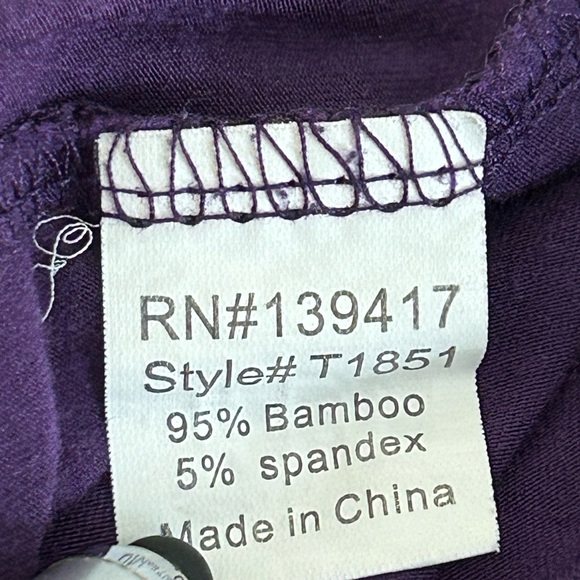 RN#139417
Style# T1851
95% Bamboo
5% spandex
Made in China